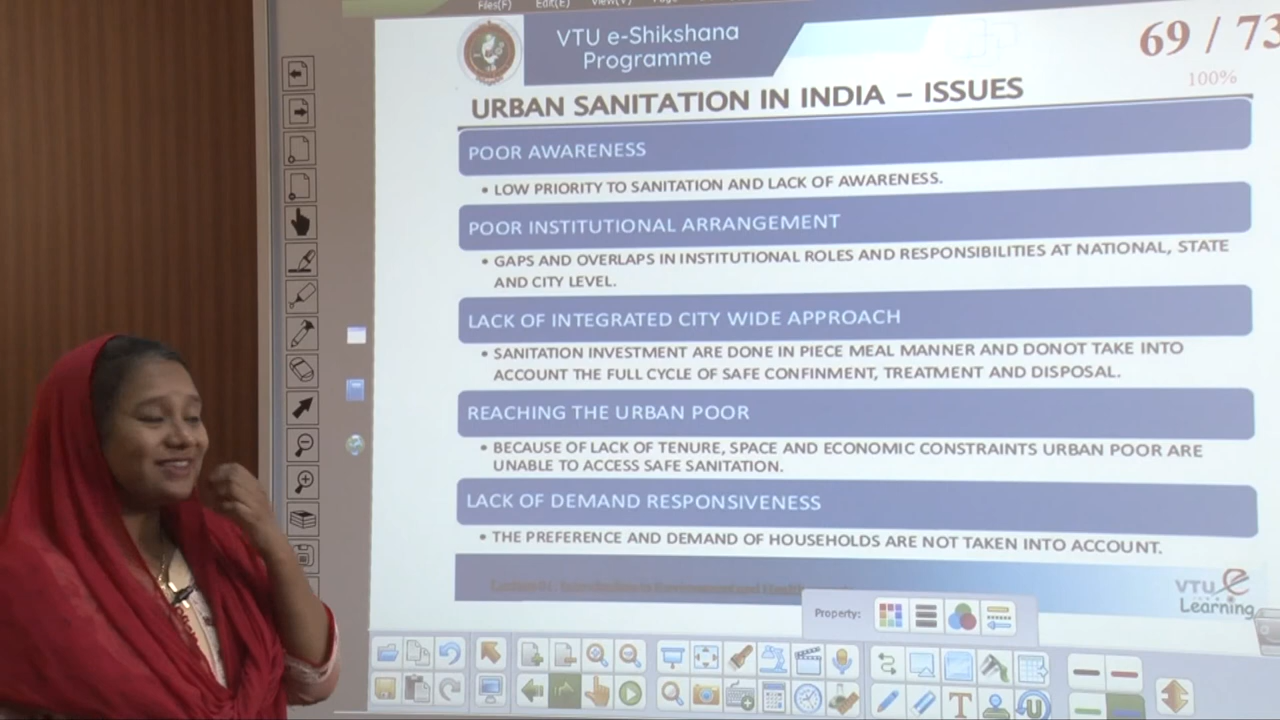 Files(F) Edit(E) View(V)
VTU e-Shikshana
Programme
69 / 73
100%
URBAN SANITATION IN INDIA – ISSUES
POOR AWARENESS
• LOW PRIORITY TO SANITATION AND LACK OF AWARENESS.
POOR INSTITUTIONAL ARRANGEMENT
• GAPS AND OVERLAPS IN INSTITUTIONAL ROLES AND RESPONSIBILITIES AT NATIONAL, STATE
AND CITY LEVEL.
LACK OF INTEGRATED CITY WIDE APPROACH
• SANITATION INVESTMENT ARE DONE IN PIECE MEAL MANNER AND DONOT TAKE INTO
ACCOUNT THE FULL CYCLE OF SAFE CONFINMENT, TREATMENT AND DISPOSAL.
REACHING THE URBAN POOR
• BECAUSE OF LACK OF TENURE, SPACE AND ECONOMIC CONSTRAINTS URBAN POOR ARE
UNABLE TO ACCESS SAFE SANITATION.
LACK OF DEMAND RESPONSIVENESS
• THE PREFERENCE AND DEMAND OF HOUSEHOLDS ARE NOT TAKEN INTO ACCOUNT.
Introduction to Environment and Health
VTU e
Learning
Property: